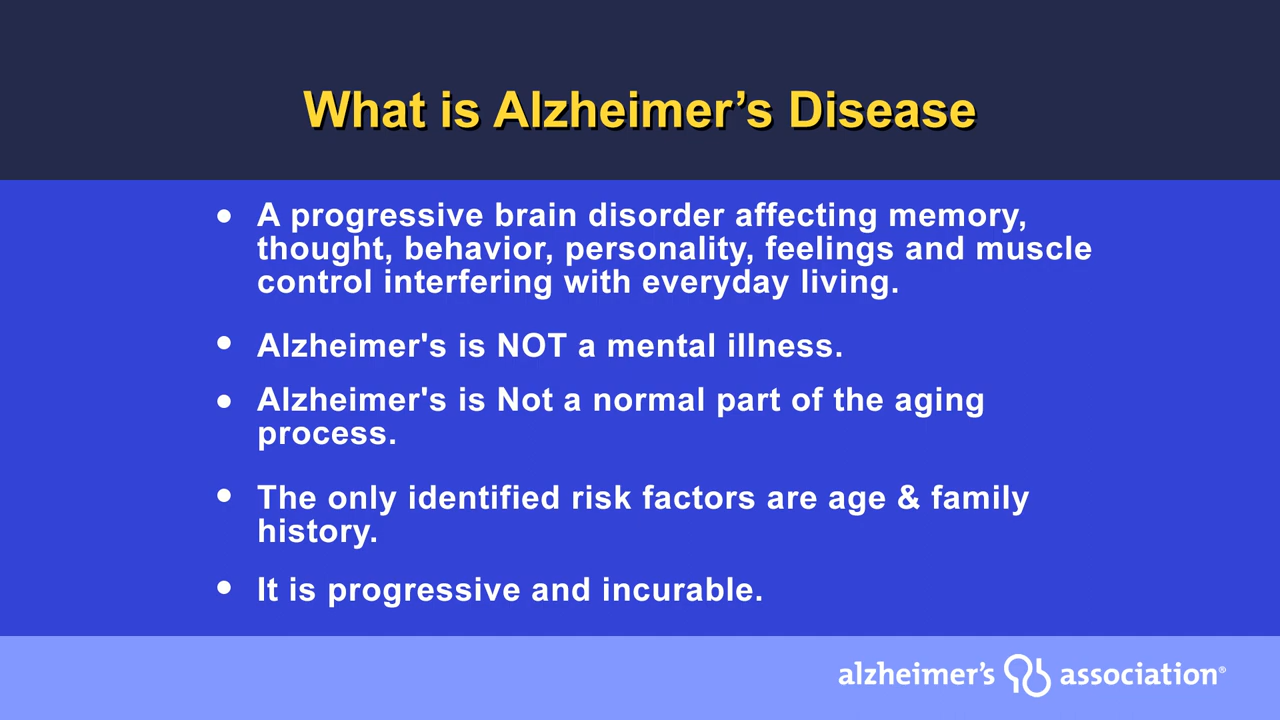 What is Alzheimer’s Disease
• A progressive brain disorder affecting memory,
thought, behavior, personality, feelings and muscle
control interfering with everyday living.
• Alzheimer's is NOT a mental illness.
• Alzheimer's is Not a normal part of the aging
process.
• The only identified risk factors are age & family
history.
• It is progressive and incurable.
alzheimer’s association®